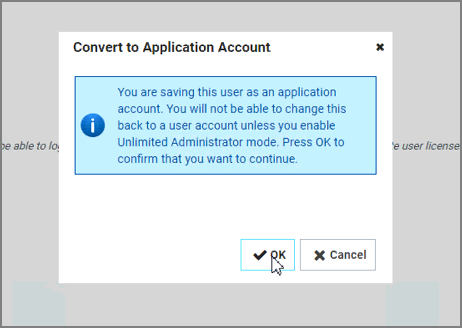 Convert to Application Account
You are saving this user as an application
account. You will not be able to change this
back to a user account unless you enable
Unlimited Administrator mode. Press OK to
confirm that you want to continue.
be able to
user license
OK
Cancel